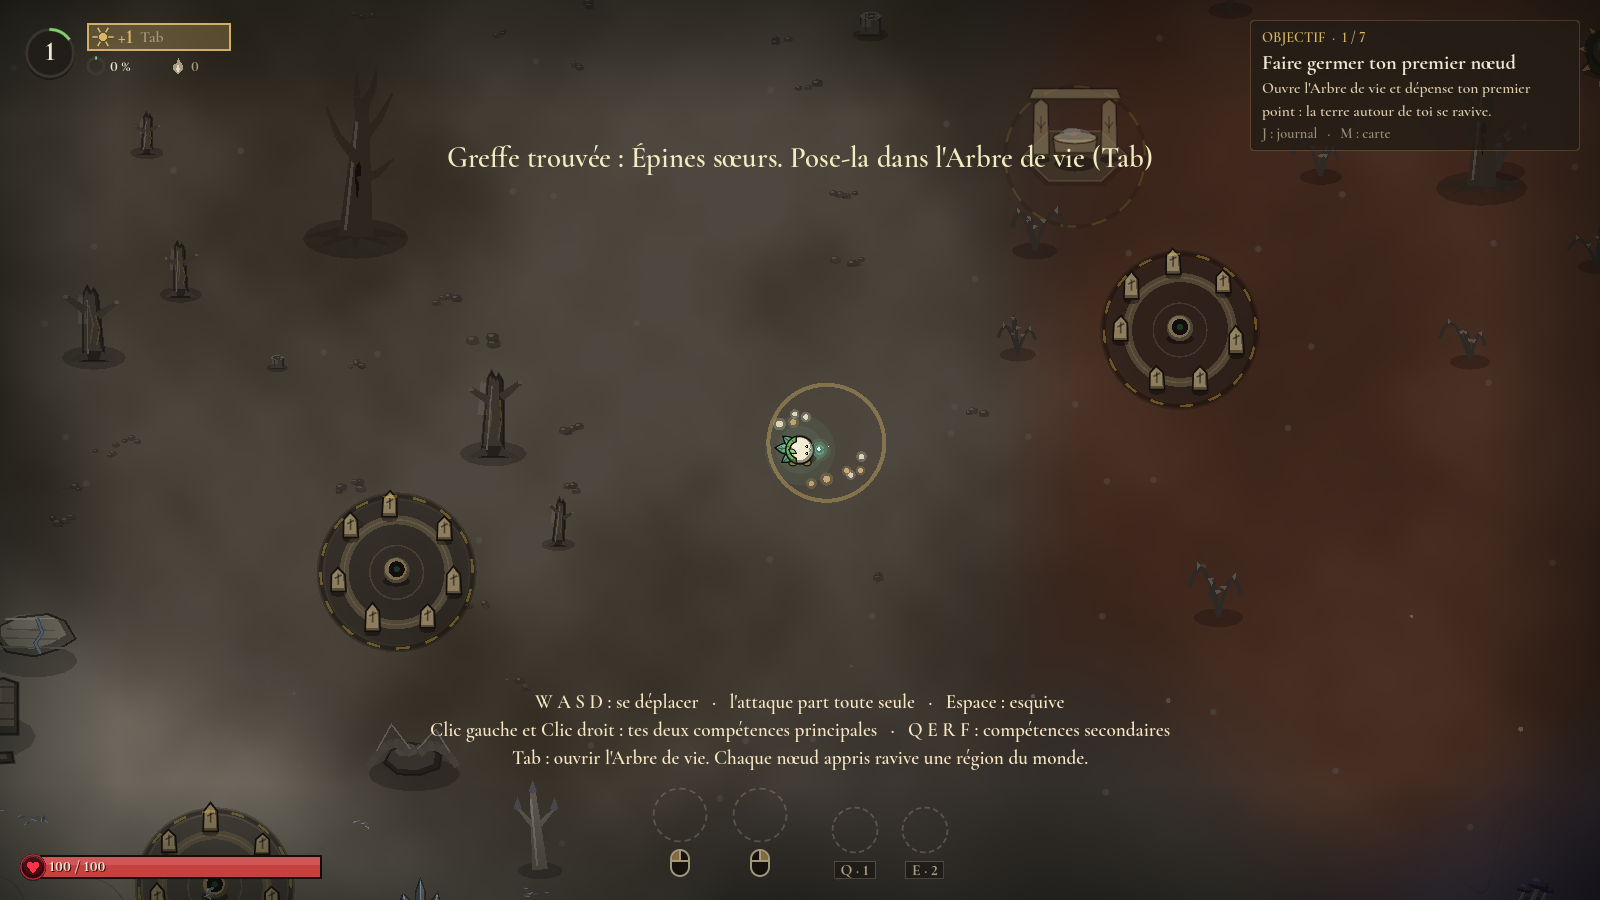 1
+1 Tab
0 %
0
OBJECTIF · 1 / 7
Faire germer ton premier nœud
Ouvre l'Arbre de vie et dépense ton premier
point : la terre autour de toi se ravive.
J : journal · M : carte
Greffe trouvée : Épines sœurs. Pose-la dans l'Arbre de vie (Tab)
W A S D : se déplacer · l'attaque part toute seule · Espace : esquive
Clic gauche et Clic droit : tes deux compétences principales · Q E R F : compétences secondaires
Tab : ouvrir l'Arbre de vie. Chaque nœud appris ravive une région du monde.
100 / 100
Q · 1
E · 2